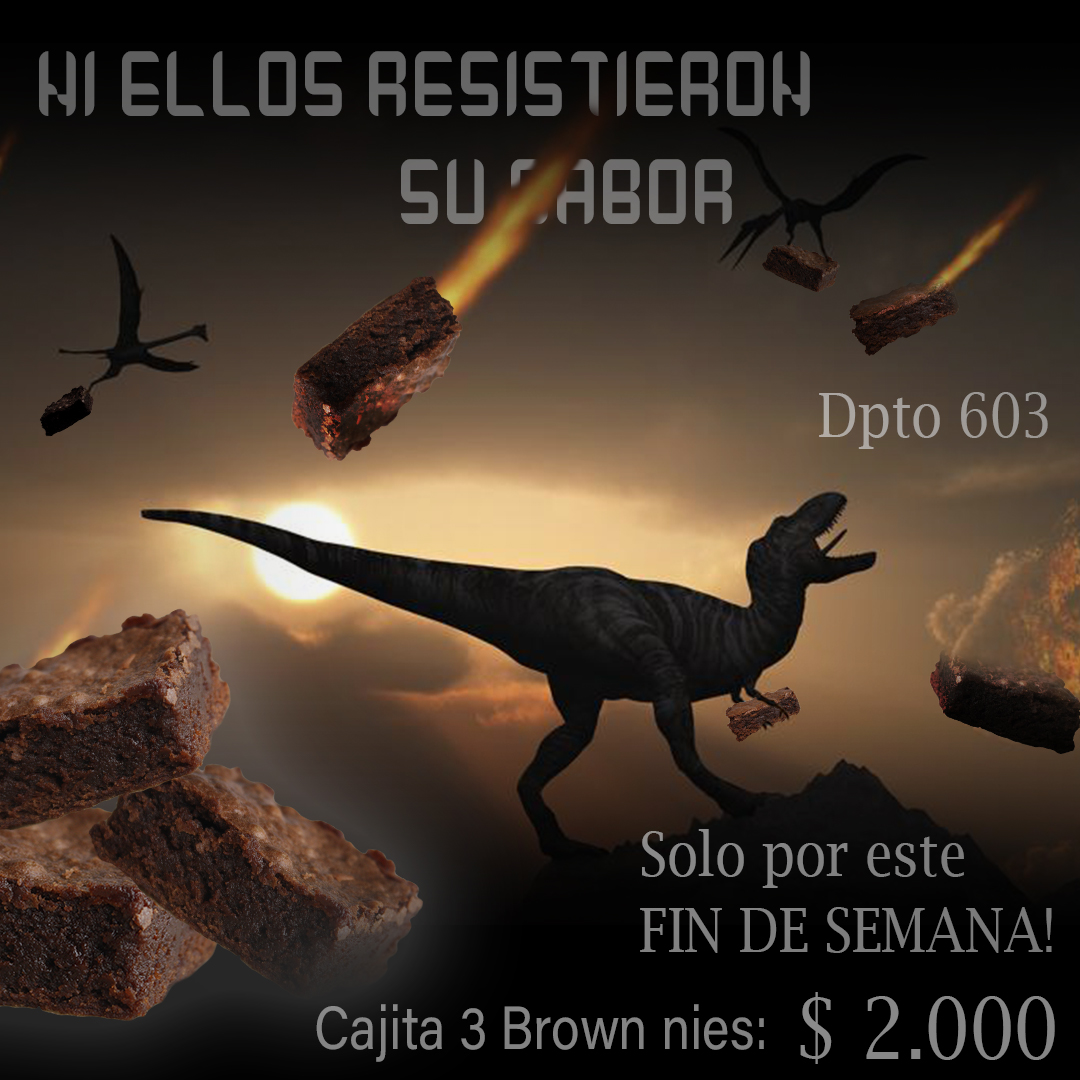 NI ELLOS RESISTIERON
SU SABOR
Dpto 603
Solo por este
FIN DE SEMANA!
Cajita 3 Brown nies: $ 2.000